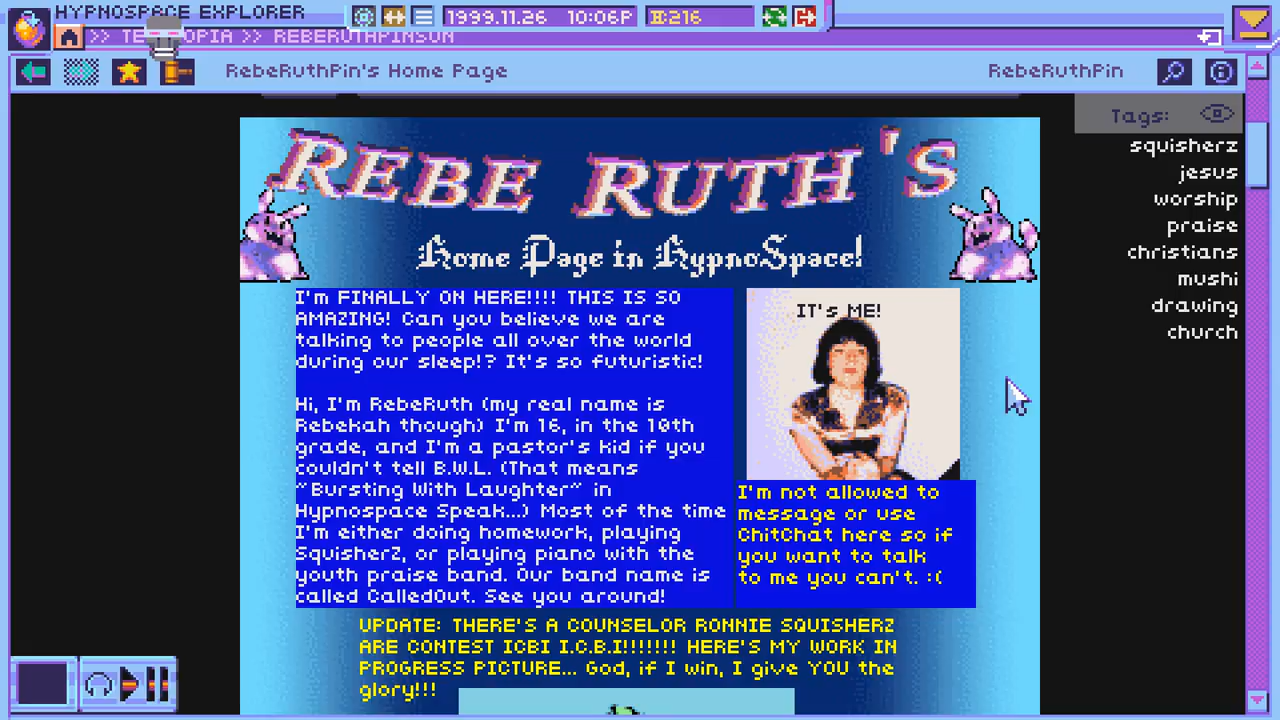 HYPNOSPACE EXPLORER
1999.11.26 10:06P
216
>> TE OPIA >> REBERUTHPINSON
RebeRuthPin's Home Page
RebeRuthPin
Tags:
squisherz
jesus
worship
praise
christians
mushi
drawing
church
REBE RUTH'S
Home Page in HypnoSpace!
I'm FINALLY ON HERE!!!! THIS IS SO
AMAZING! Can you believe we are
talking to people all over the world
during our sleep!? It's so futuristic!
Hi, I'm RebeRuth (my real name is
Rebekah though) I'm 16, in the 10th
grade, and I'm a pastor's kid if you
couldn't tell B.W.L. (That means
"Bursting With Laughter" in
Hypnospace Speak...) Most of the time
I'm either doing homework, playing
SquisherZ, or playing piano with the
youth praise band. Our band name is
called CalledOut. See you around!
IT's ME!
I'm not allowed to
message or use
ChitChat here so if
you want to talk
to me you can't. :(
UPDATE: THERE'S A COUNSELOR RONNIE SQUISHERZ
ARE CONTEST ICBI I.C.B.I!!!!!!! HERE'S MY WORK IN
PROGRESS PICTURE... God, if I win, I give YOU the
glory!!!